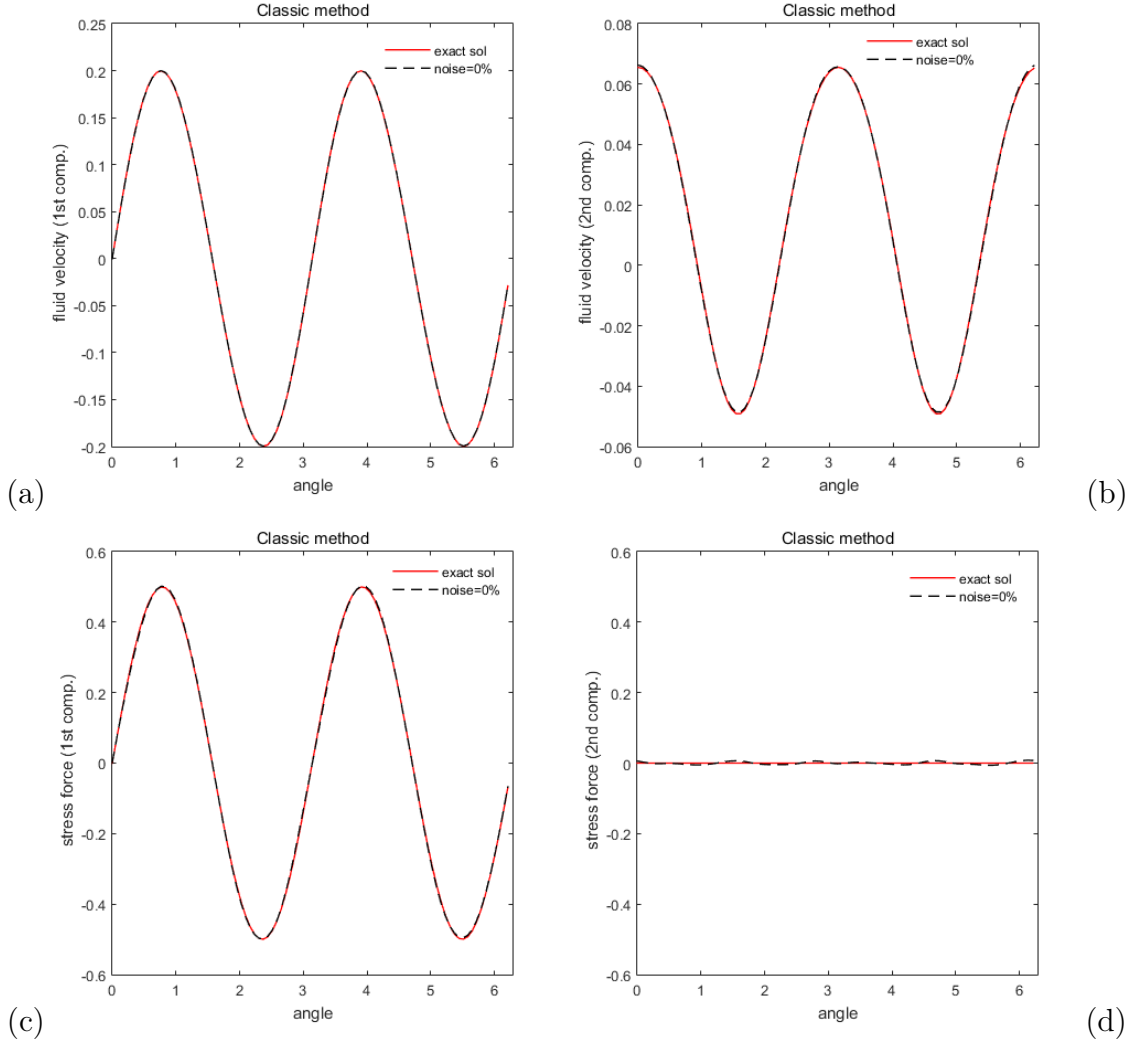 Classic method
0.25
0.2
0.15
0.1
0.05
0
-0.05
-0.1
-0.15
-0.2
fluid velocity (1st comp.)
exact sol
noise=0%
0 1 2 3 4 5 6
angle
(a)
Classic method
0.08
0.06
0.04
0.02
0
-0.02
-0.04
-0.06
fluid velocity (2nd comp.)
exact sol
noise=0%
0 1 2 3 4 5 6
angle
(b)
Classic method
0.6
0.4
0.2
0
-0.2
-0.4
-0.6
stress force (1st comp.)
exact sol
noise=0%
0 1 2 3 4 5 6
angle
(c)
Classic method
0.6
0.4
0.2
0
-0.2
-0.4
-0.6
stress force (2nd comp.)
exact sol
noise=0%
0 1 2 3 4 5 6
angle
(d)